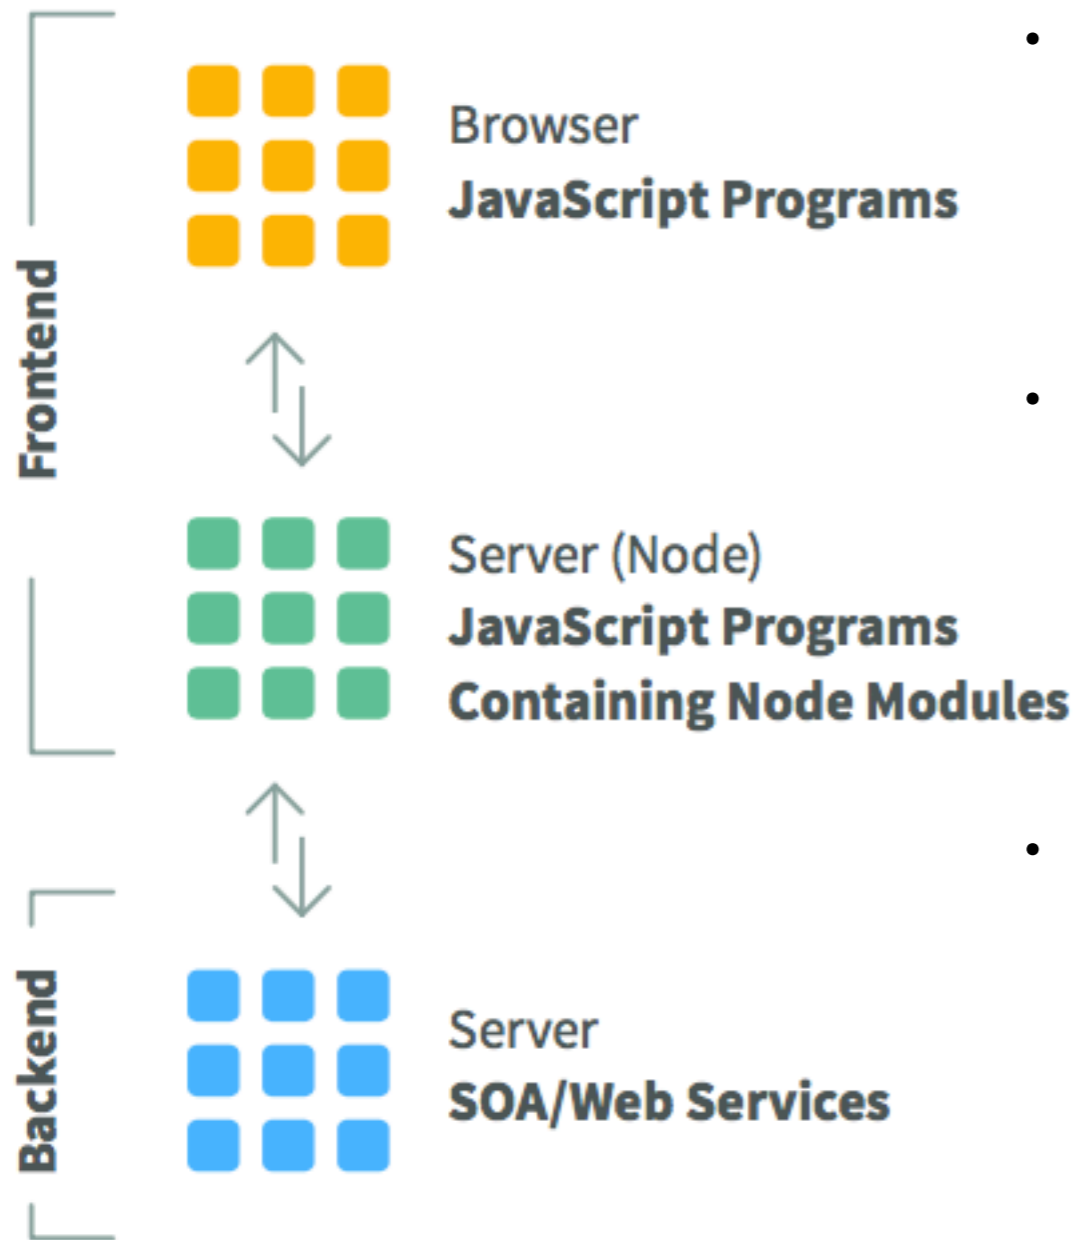 Browser
JavaScript Programs
Frontend
Server (Node)
JavaScript Programs
Containing Node Modules
Backend
Server
SOA/Web Services